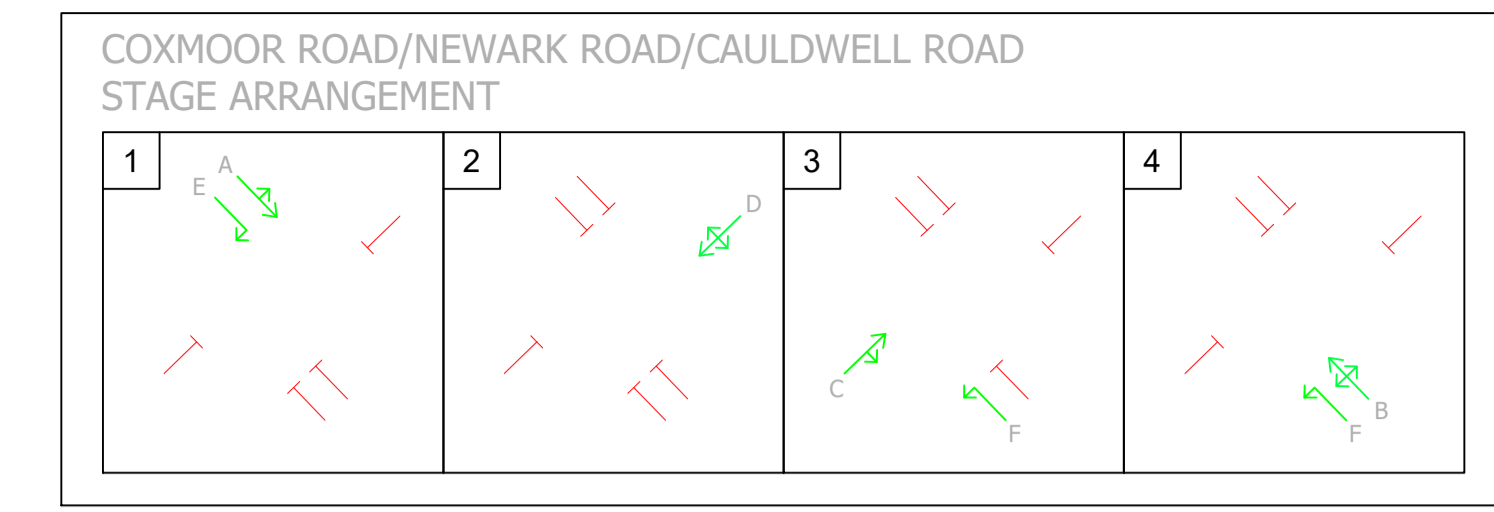 COXMOOR ROAD/NEWARK ROAD/CAULDWELL ROAD
STAGE ARRANGEMENT
1
A
E
2
D
3
C
F
4
B
F